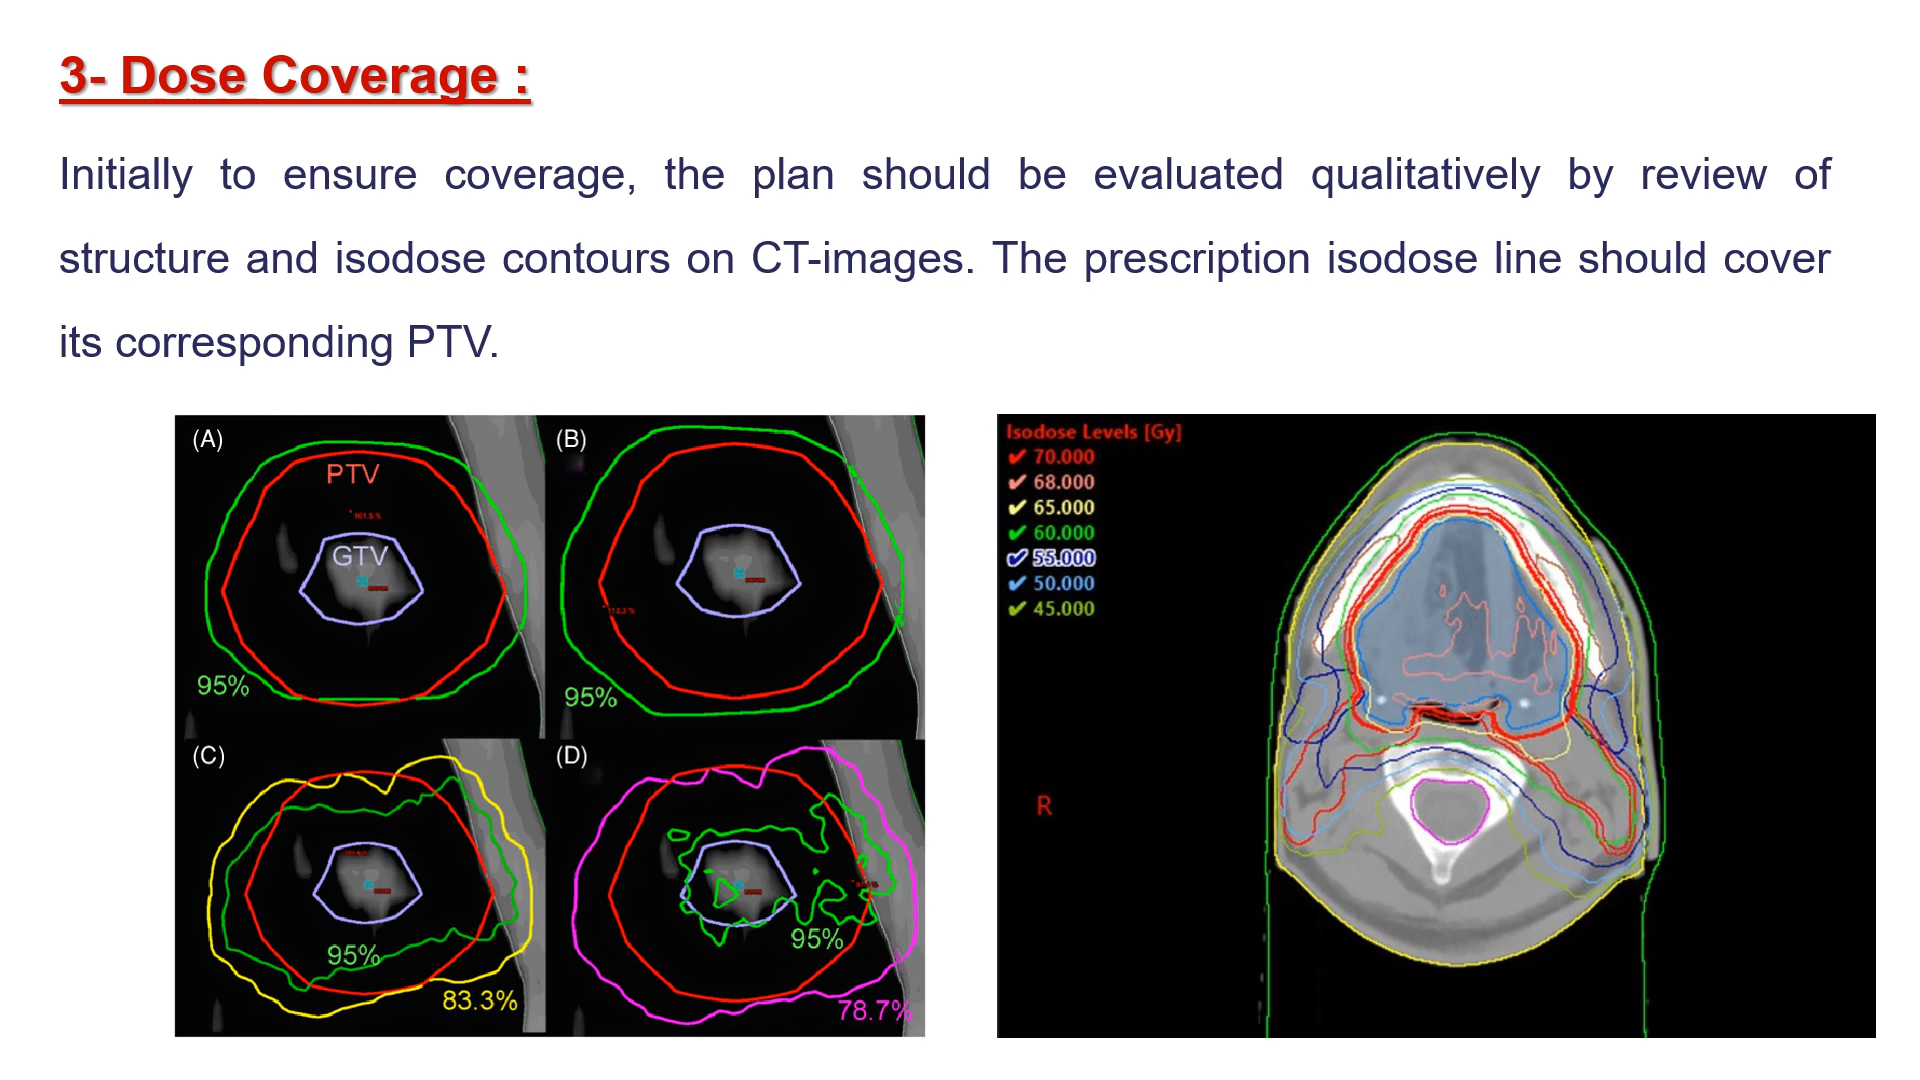 3- Dose Coverage :
Initially to ensure coverage, the plan should be evaluated qualitatively by review of
structure and isodose contours on CT-images. The prescription isodose line should cover
its corresponding PTV.
(A)
PTV
GTV
95%
(B)
95%
(C)
95%
83.3%
(D)
95%
78.7%
Isodose Levels [Gy]
✔ 70.000
✔ 68.000
✔ 65.000
✔ 60.000
✔ 55.000
✔ 50.000
✔ 45.000
R